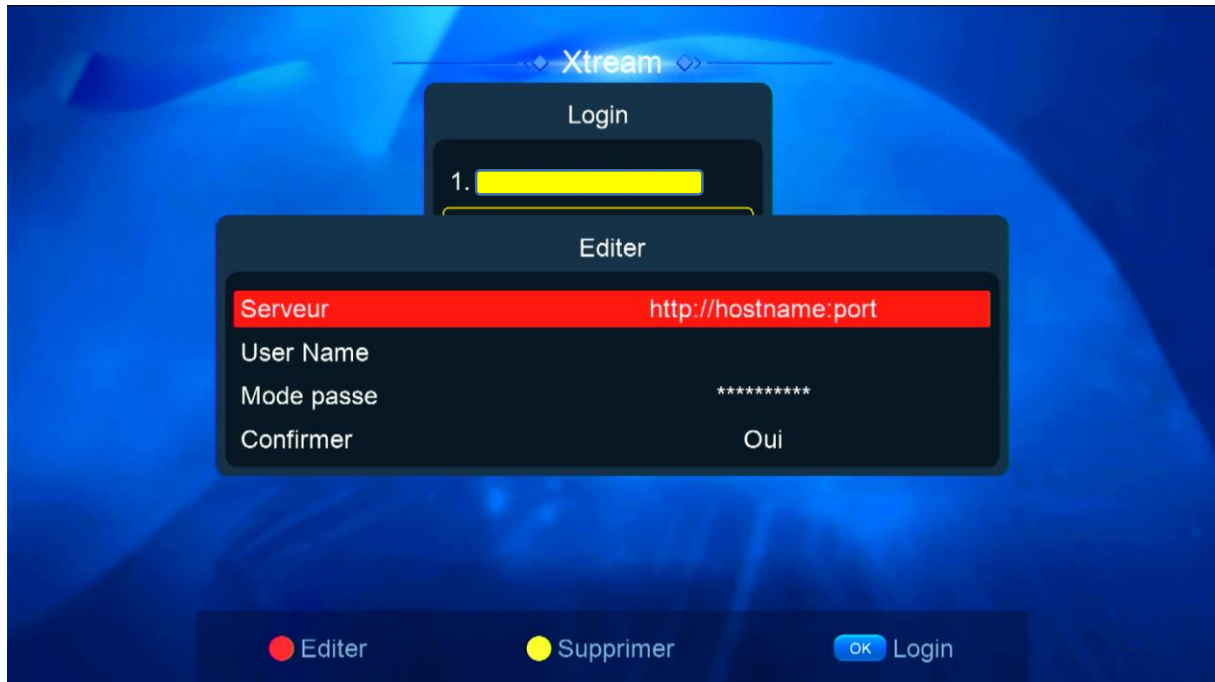 Xtream
Login
1.
Editer
Serveur http://hostname:port
User Name
Mode passe **********
Confirmer Oui
Editer Supprimer OK Login